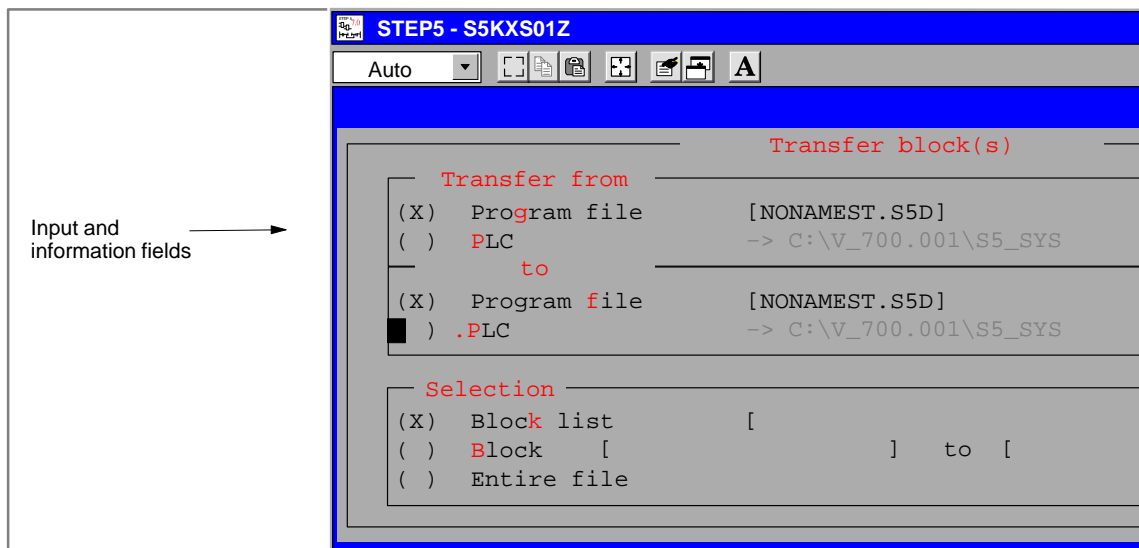 STEP5 - S5KXS01Z
Auto
A
Transfer block(s)
Transfer from
(X) Program file [NONAMEST.S5D]
( ) PLC -> C:\V_700.001\S5_SYS
to
(X) Program file [NONAMEST.S5D]
) .PLC -> C:\V_700.001\S5_SYS
Selection
(X) Block list [
( ) Block [ ] to [
( ) Entire file
Input and
information fields